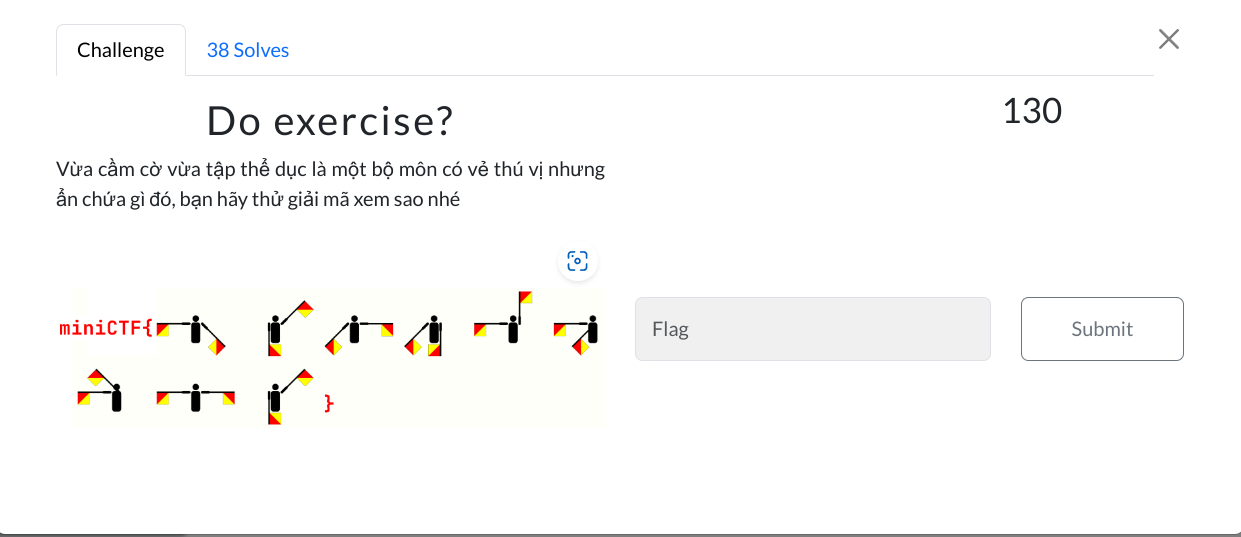 Challenge
38 Solves
Do exercise?
130
Vừa cầm cờ vừa tập thể dục là một bộ môn có vẻ thú vị nhưng
ẩn chứa gì đó, bạn hãy thử giải mã xem sao nhé
miniCTF{
}
Flag
Submit